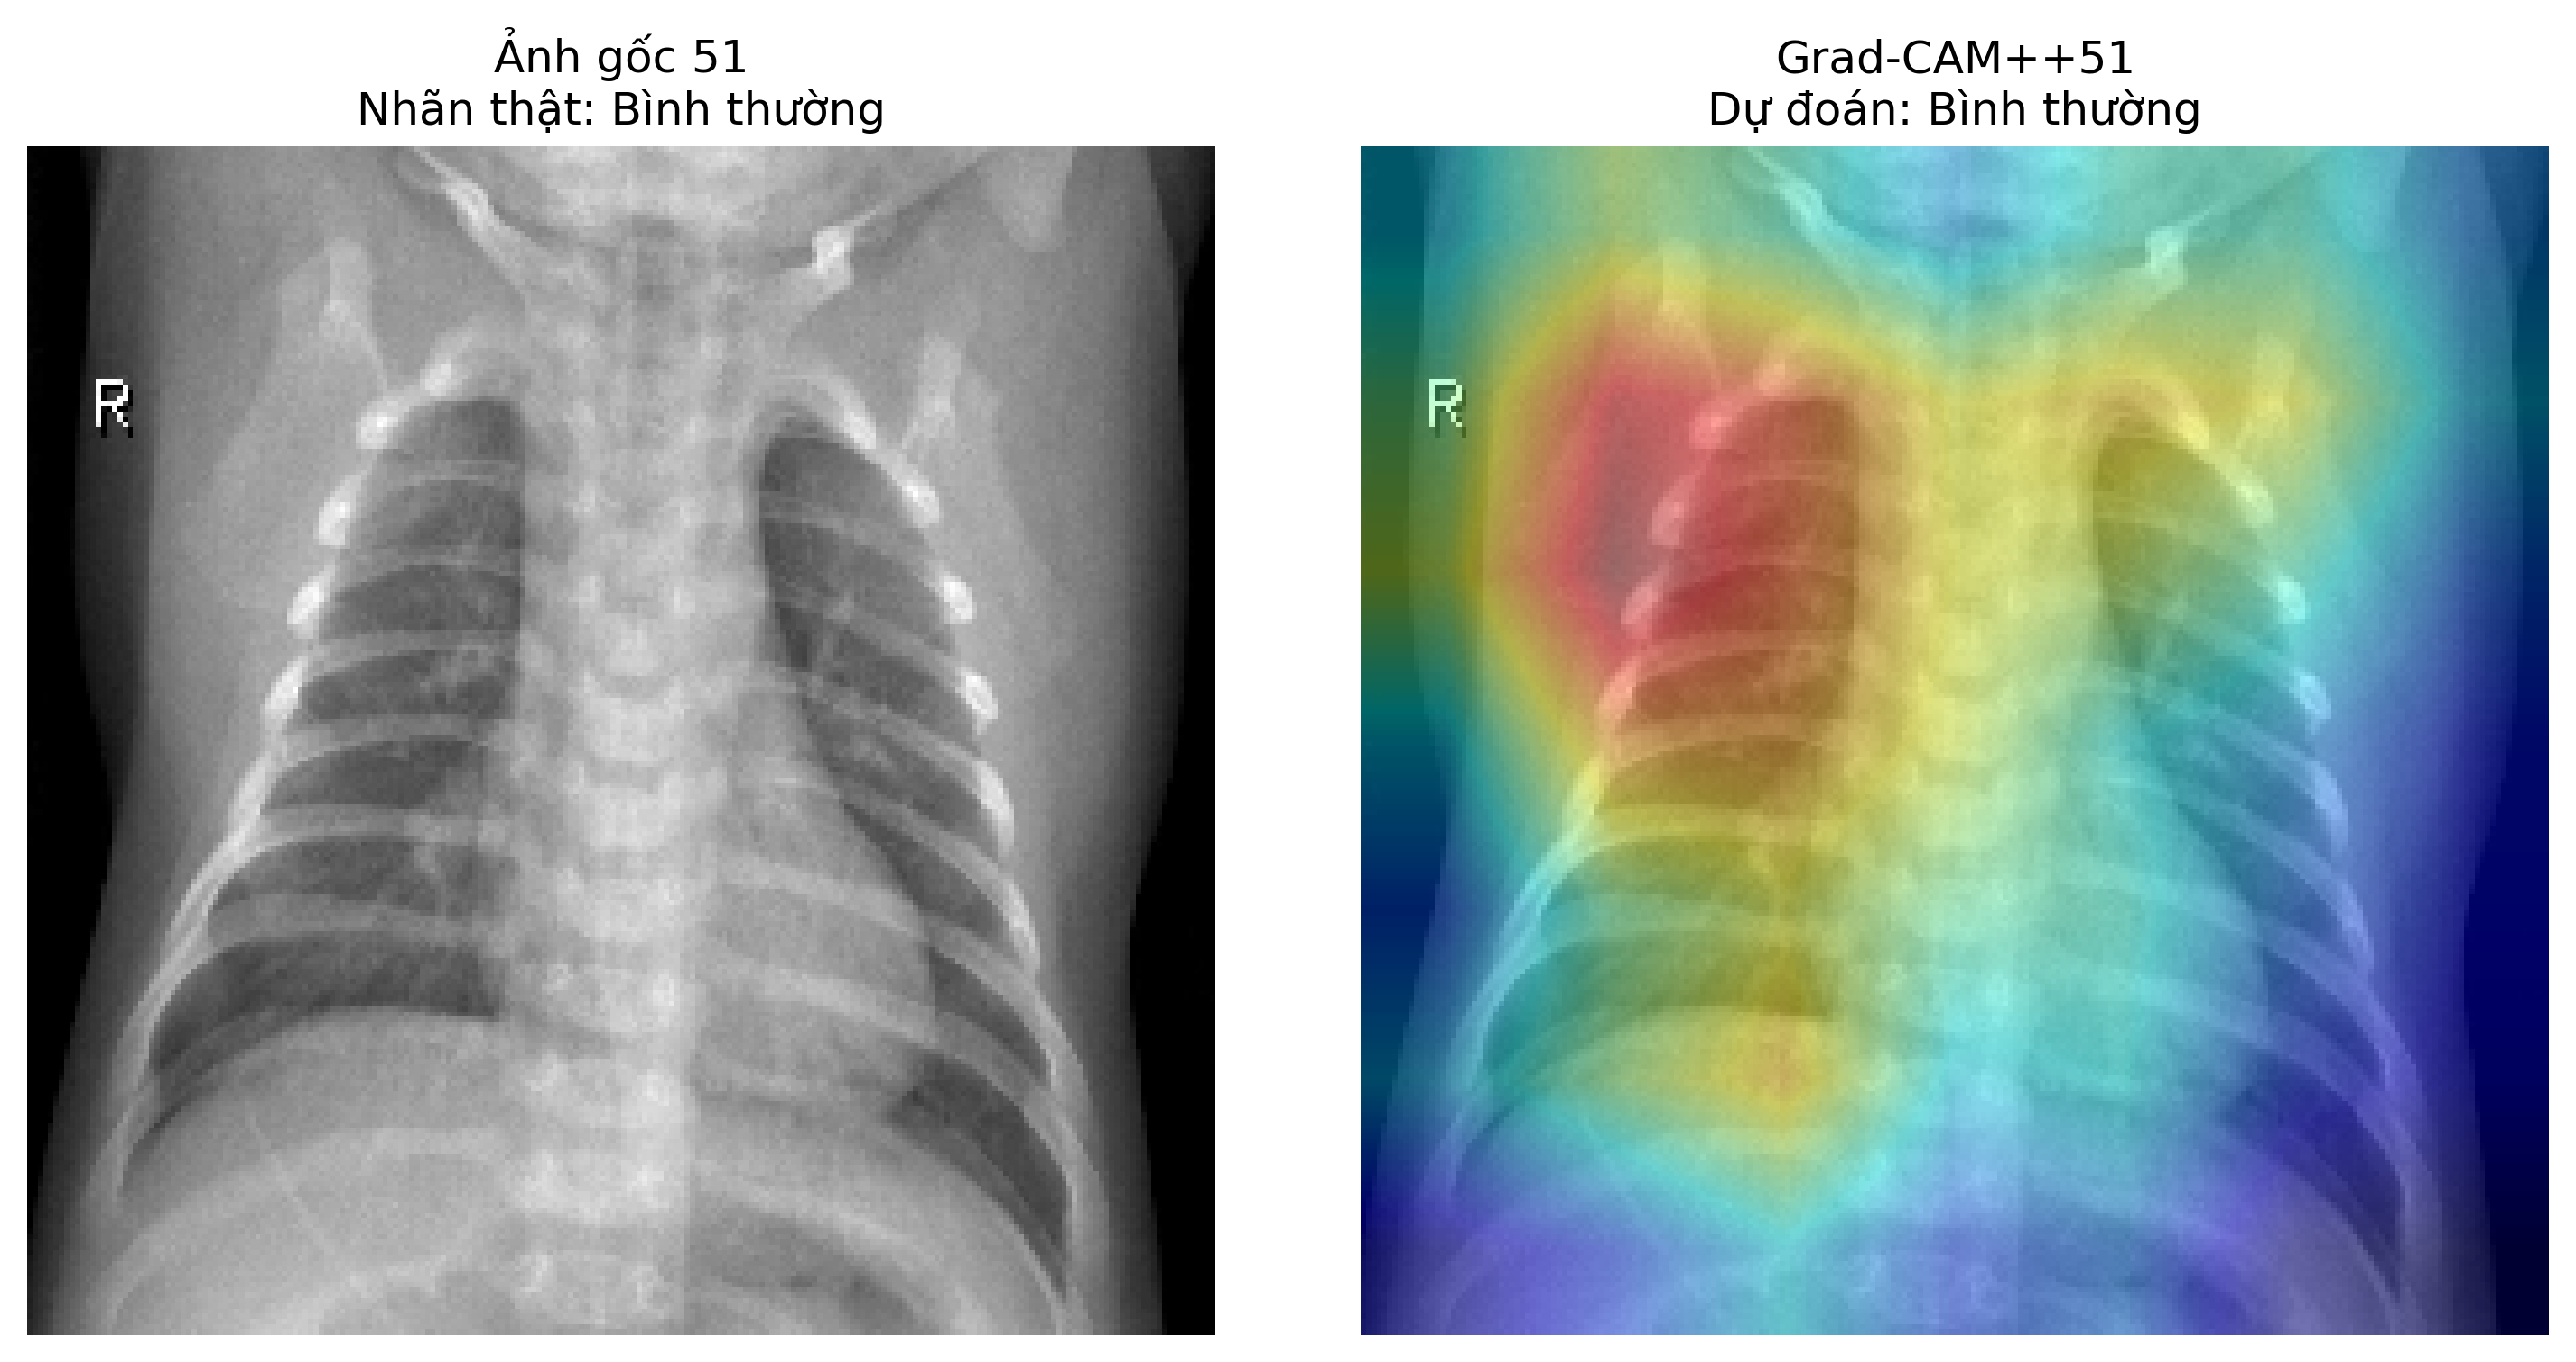 Ảnh gốc 51
Nhãn thật: Bình thường
Grad-CAM++51
Dự đoán: Bình thường
R
R